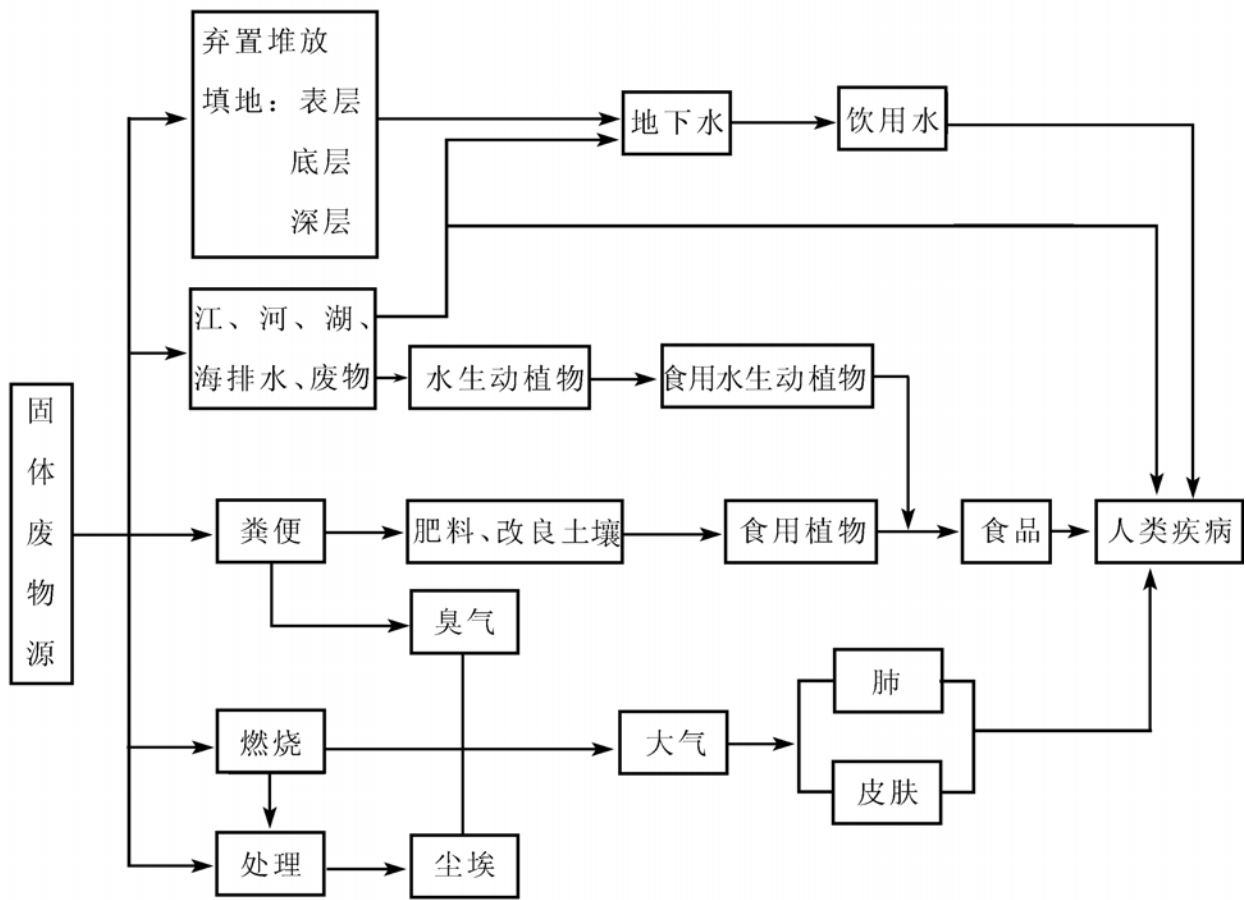 弃置堆放
填地：表层
底层
深层
地下水
饮用水
江、河、湖、
海排水、废物
水生动植物
食用水生动植物
固
体
废
物
源
粪便
肥料、改良土壤
食用植物
食品
人类疾病
臭气
肺
燃烧
大气
皮肤
处理
尘埃